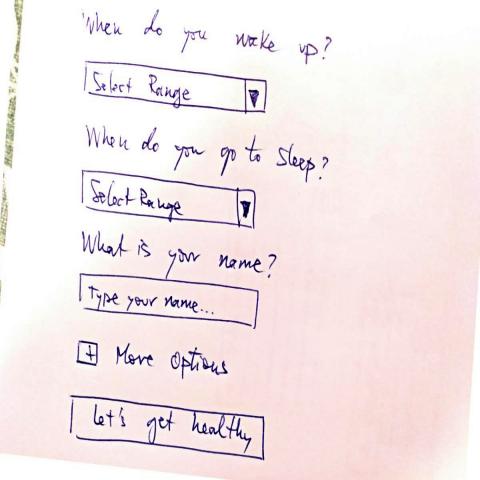 When do you wake up?
Select Range
When do you go to sleep?
Select Range
What is your name?
Type your name...
+ More Options
Let's get healthy